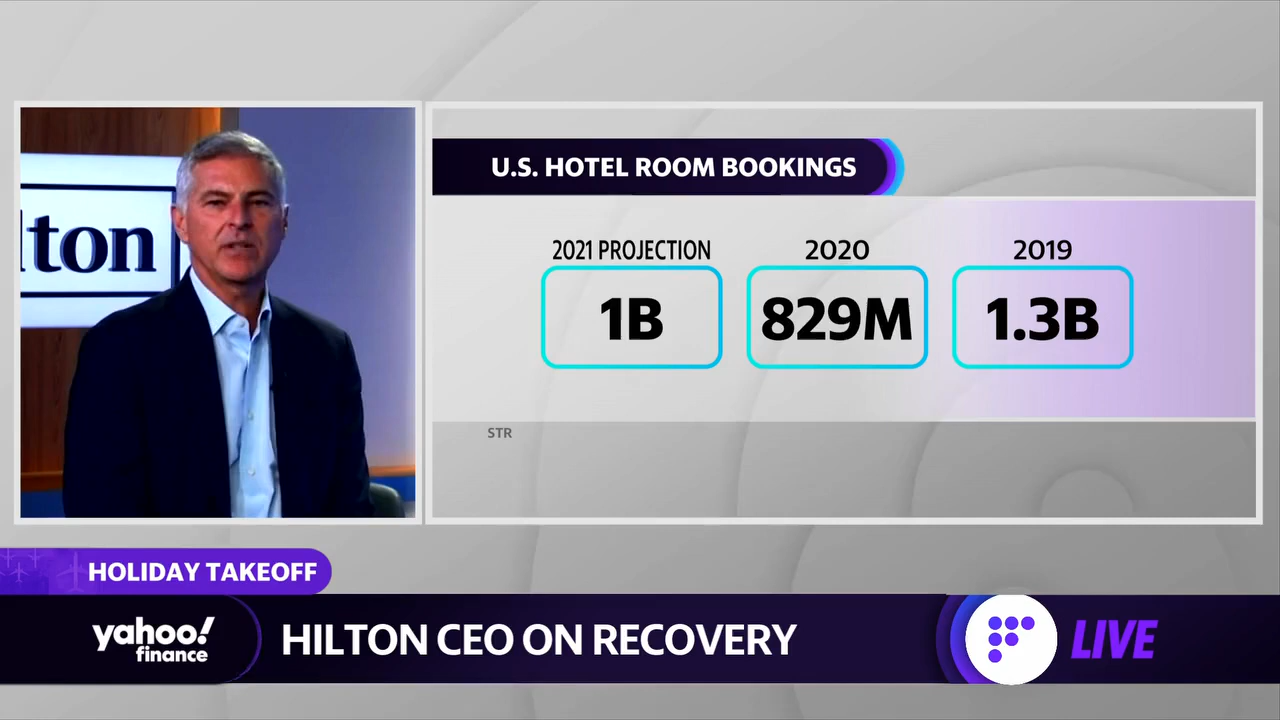 lton
U.S. HOTEL ROOM BOOKINGS
2021 PROJECTION
1B
2020
829M
2019
1.3B
STR
HOLIDAY TAKEOFF
yahoo!
finance
HILTON CEO ON RECOVERY
LIVE